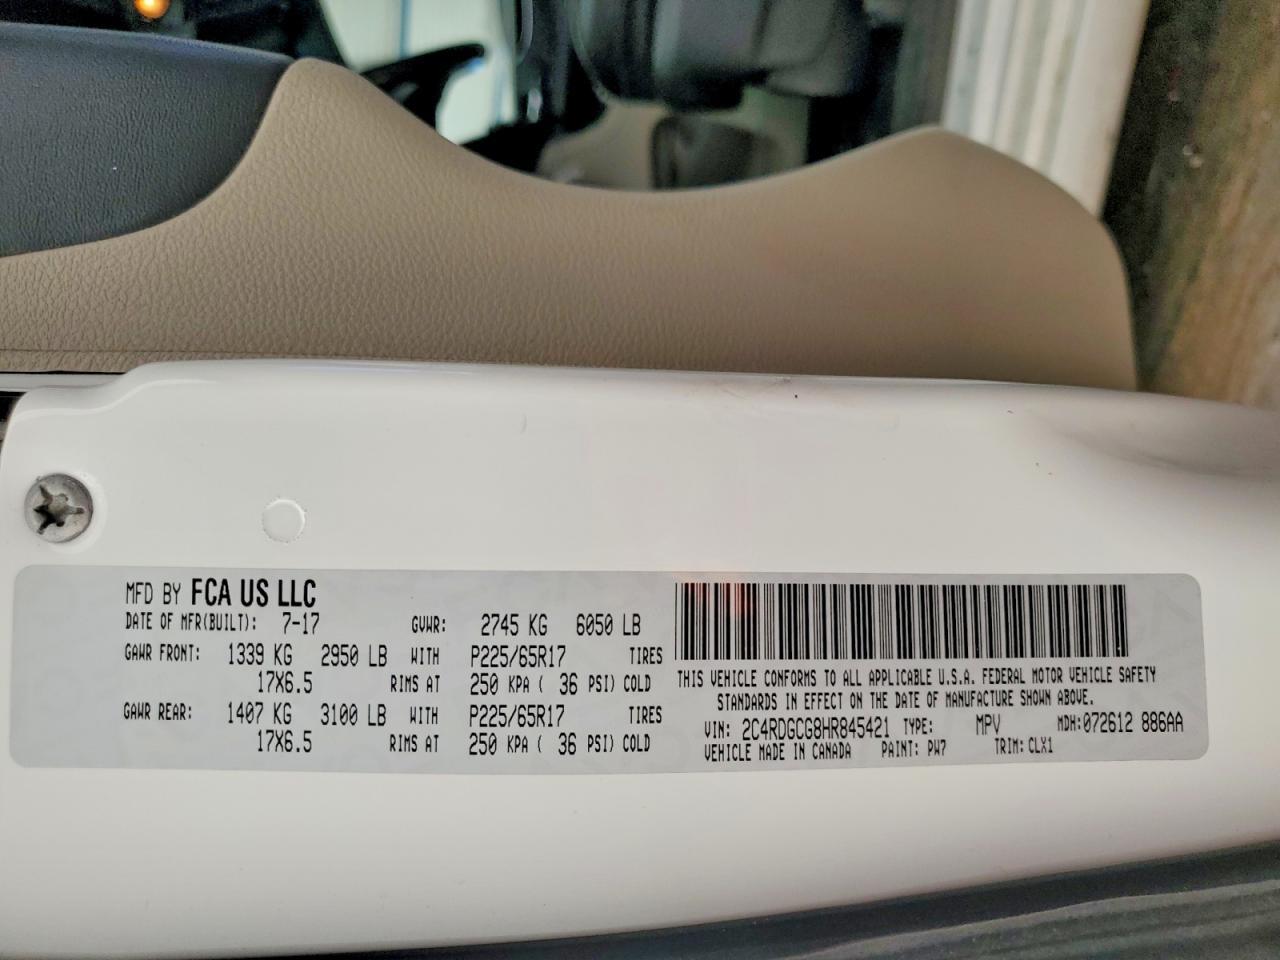 MFD BY FCA US LLC
DATE OF MFR(BUILT): 7-17 GVWR: 2745 KG 6050 LB
GAWR FRONT: 1339 KG 2950 LB WITH P225/65R17 TIRES
17X6.5 RIMS AT 250 KPA ( 36 PSI) COLD
GAWR REAR: 1407 KG 3100 LB WITH P225/65R17 TIRES
17X6.5 RIMS AT 250 KPA ( 36 PSI) COLD
THIS VEHICLE CONFORMS TO ALL APPLICABLE U.S.A. FEDERAL MOTOR VEHICLE SAFETY
STANDARDS IN EFFECT ON THE DATE OF MANUFACTURE SHOWN ABOVE.
VIN: 2C4RDGCG8HR845421 TYPE: MPV MDH:072612 886AA
VEHICLE MADE IN CANADA PAINT: PW7 TRIM: CLX1